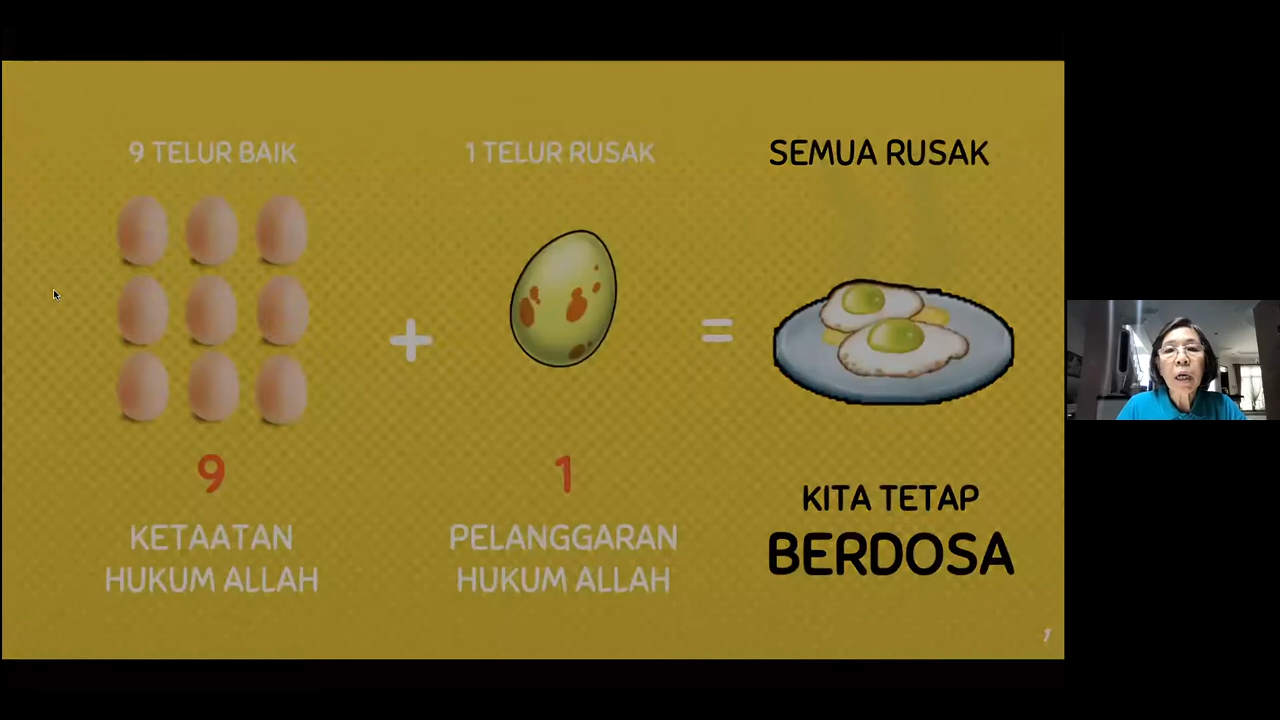 9 TELUR BAIK
1 TELUR RUSAK
SEMUA RUSAK
+
=
9
KETAATAN
HUKUM ALLAH
1
PELANGGARAN
HUKUM ALLAH
KITA TETAP
BERDOSA